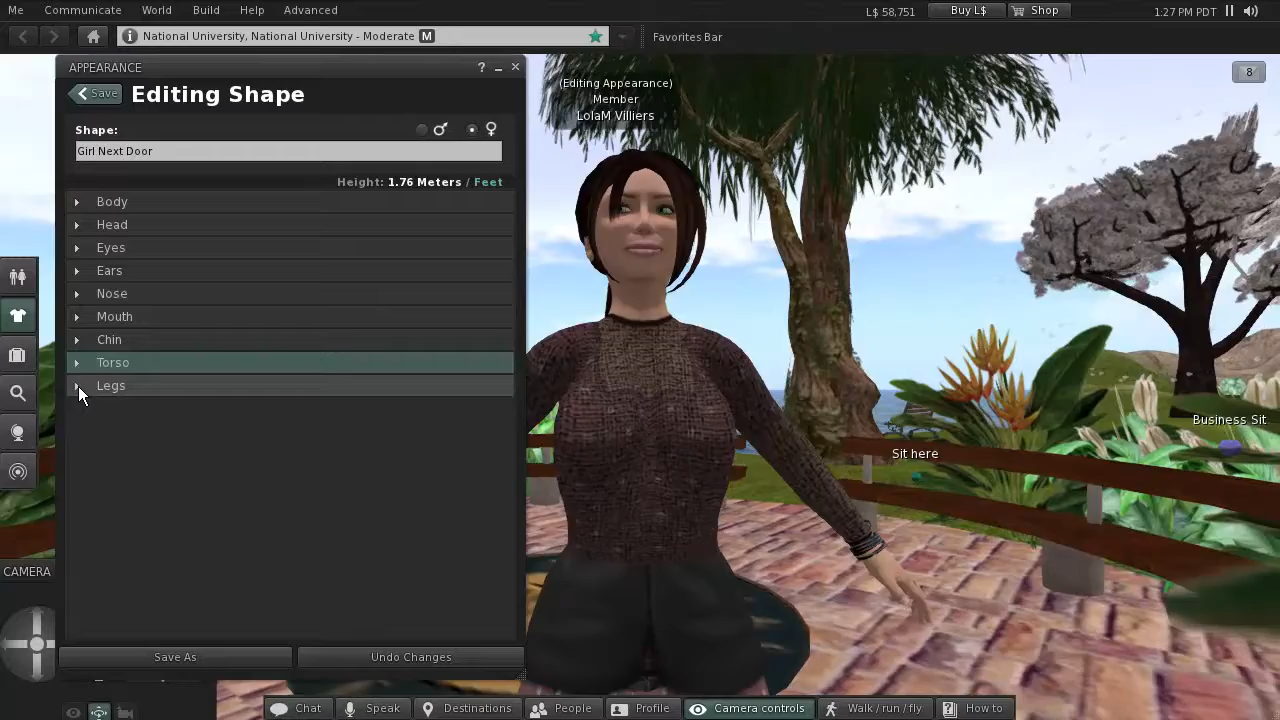 Me Communicate World Build Help Advanced L$ 58,751 Buy L$ Shop 1:27 PM PDT
National University, National University - Moderate M Favorites Bar
APPEARANCE ? 
Save Editing Shape
Shape:
Girl Next Door
Height: 1.76 Meters / Feet
Body
Head
Eyes
Ears
Nose
Mouth
Chin
Torso
Legs
Save As Undo Changes
(Editing Appearance)
Member
LolaM Villiers
8
Business Sit
Sit here
CAMERA
Chat Speak Destinations People Profile Camera controls Walk / run / fly How to